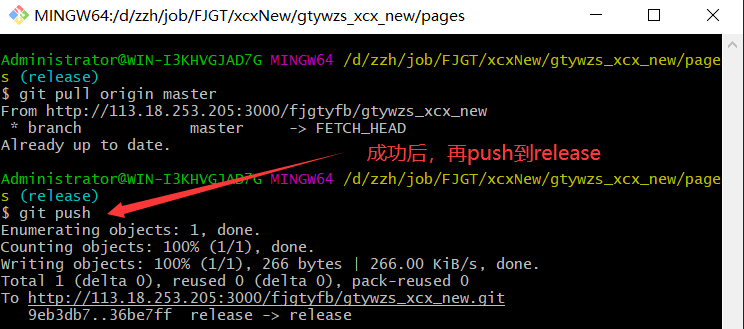 MINGW64:/d/zzh/job/FJGT/xcxNew/gtywzs_xcx_new/pages
Administrator@WIN-I3KHVGJAD7G MINGW64 /d/zzh/job/FJGT/xcxNew/gtywzs_xcx_new/page
s (release)
$ git pull origin master
From http://113.18.253.205:3000/fjgtyfb/gtywzs_xcx_new
* branch            master     -> FETCH_HEAD
Already up to date.
成功后，再push到release
Administrator@WIN-I3KHVGJAD7G MINGW64 /d/zzh/job/FJGT/xcxNew/gtywzs_xcx_new/page
s (release)
$ git push
Enumerating objects: 1, done.
Counting objects: 100% (1/1), done.
Writing objects: 100% (1/1), 266 bytes | 266.00 KiB/s, done.
Total 1 (delta 0), reused 0 (delta 0), pack-reused 0
To http://113.18.253.205:3000/fjgtyfb/gtywzs_xcx_new.git
9eb3db7..36be7ff  release -> release